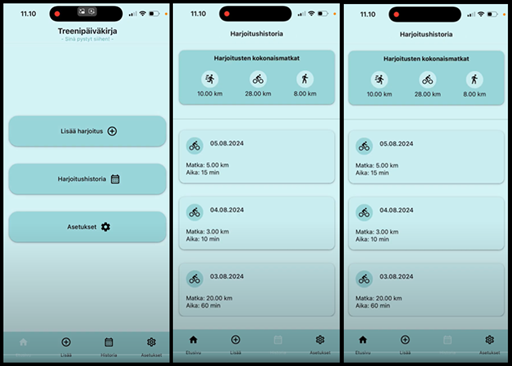 11.10
Treenipäiväkirja
- Sinä pystyt siihen! -
Lisää harjoitus
Harjoitushistoria
Asetukset
Lisää
Historia
Asetukset
11.10
Harjoitushistoria
Harjoitusten kokonaismatkat
10.00 km
28.00 km
8.00 km
05.08.2024
Matka: 5.00 km
Aika: 15 min
04.08.2024
Matka: 3.00 km
Aika: 10 min
03.08.2024
Matka: 20.00 km
Aika: 60 min
Etusivu
Lisää
Asetukset
11.10
Harjoitushistoria
Harjoitusten kokonaismatkat
10.00 km
28.00 km
8.00 km
05.08.2024
Matka: 5.00 km
Aika: 15 min
04.08.2024
Matka: 3.00 km
Aika: 10 min
03.08.2024
Matka: 20.00 km
Aika: 60 min
Etusivu
Lisää
Asetukset